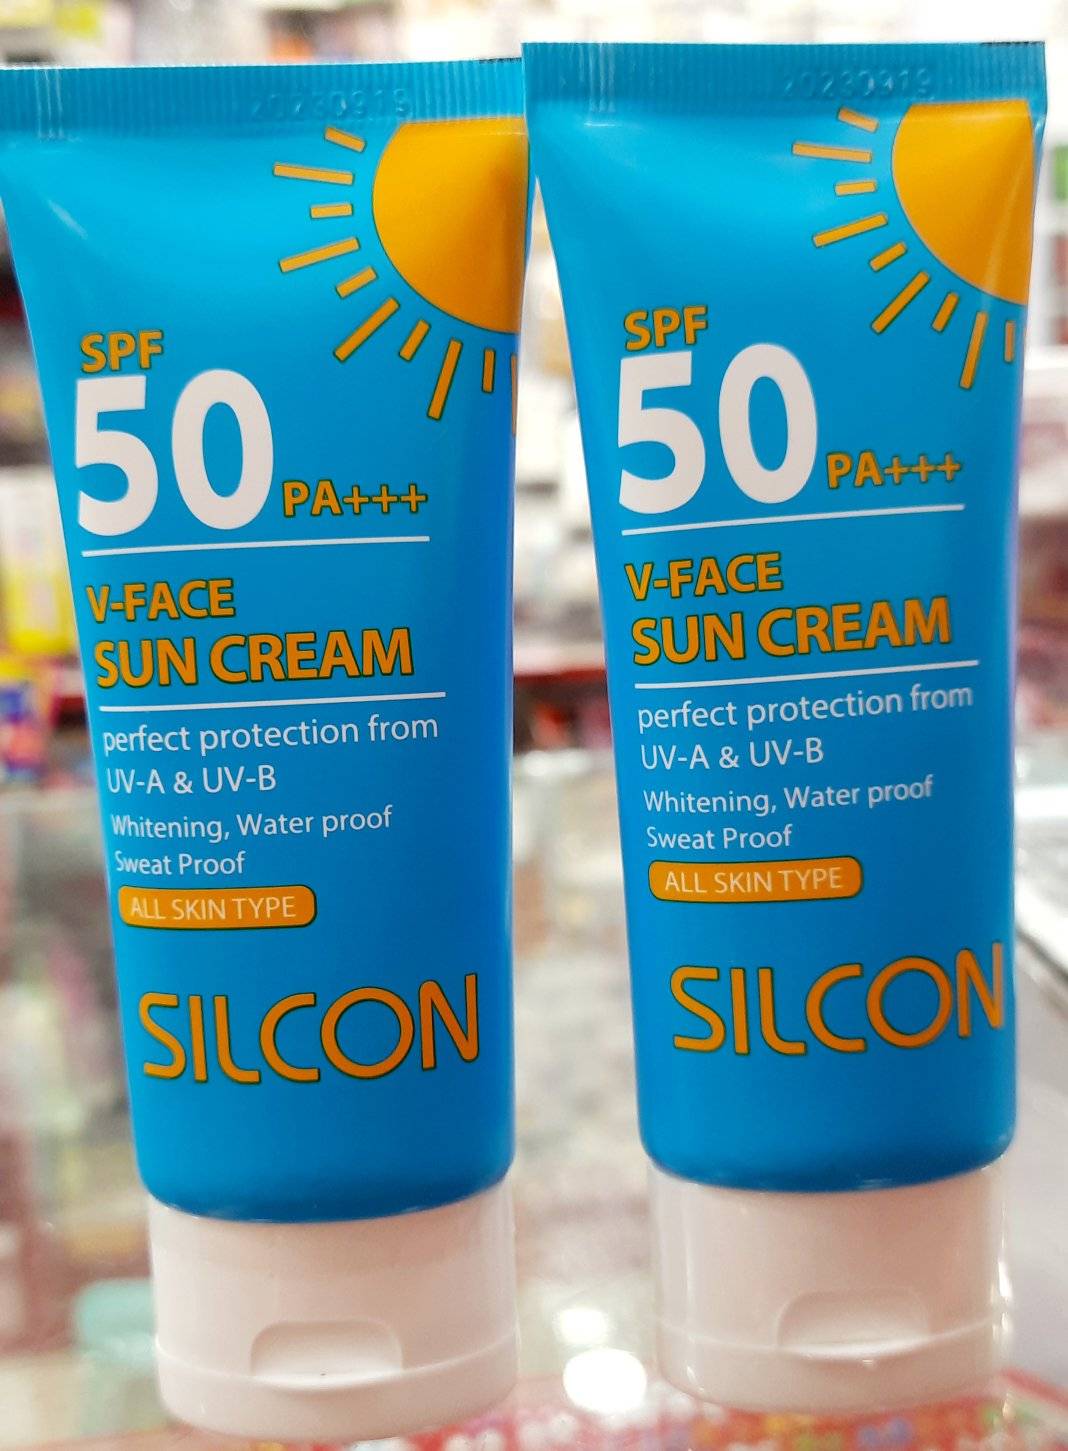 20230919
SPF
50 PA+++
V-FACE
SUN CREAM
perfect protection from
UV-A & UV-B
Whitening, Water proof
Sweat Proof
ALL SKIN TYPE
SILCON
20230919
SPF
50 PA+++
V-FACE
SUN CREAM
perfect protection from
UV-A & UV-B
Whitening, Water proof
Sweat Proof
ALL SKIN TYPE
SILCON